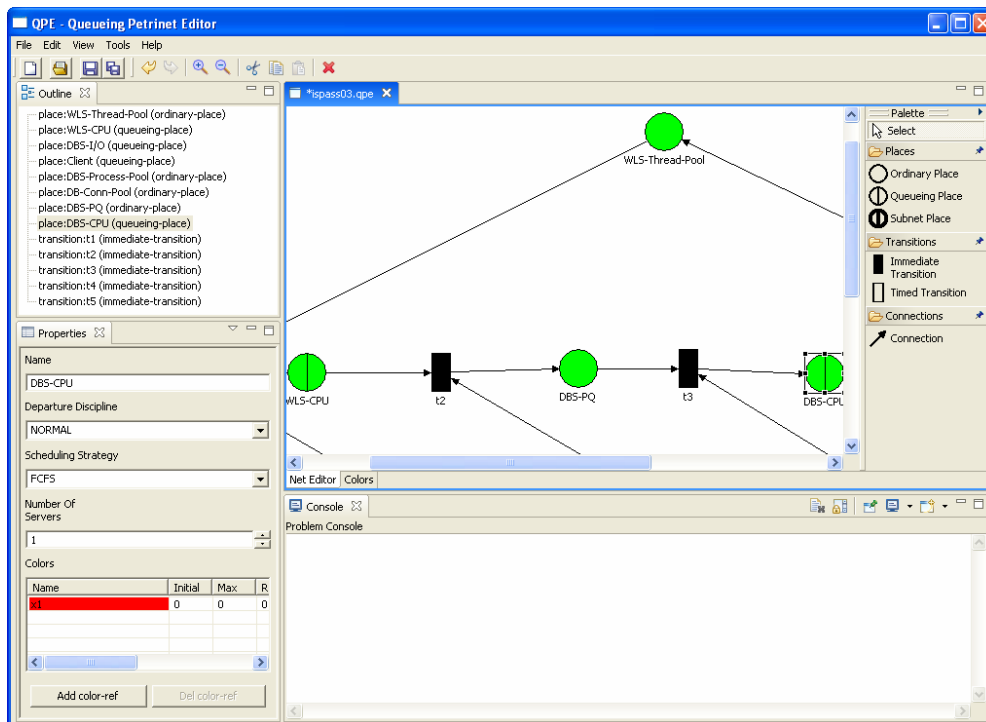 QPE - Queueing Petrinet Editor
File Edit View Tools Help
Outline
place:WLS-Thread-Pool (ordinary-place)
place:WLS-CPU (queueing-place)
place:DBS-I/O (queueing-place)
place:Client (queueing-place)
place:DBS-Process-Pool (ordinary-place)
place:DB-Conn-Pool (ordinary-place)
place:DBS-PQ (ordinary-place)
place:DBS-CPU (queueing-place)
transition:t1 (immediate-transition)
transition:t2 (immediate-transition)
transition:t3 (immediate-transition)
transition:t4 (immediate-transition)
transition:t5 (immediate-transition)
Properties
Name
DBS-CPU
Departure Discipline
NORMAL
Scheduling Strategy
FCFS
Number Of
Servers
1
Colors
Name Initial Max R
x1 0 0 0
Add color-ref Del color-ref
*ispass03.qpe
WLS-Thread-Pool
WLS-CPU t2 DBS-PQ t3 DBS-CPU
Net Editor Colors
Palette
Select
Places
Ordinary Place
Queueing Place
Subnet Place
Transitions
Immediate
Transition
Timed Transition
Connections
Connection
Console
Problem Console